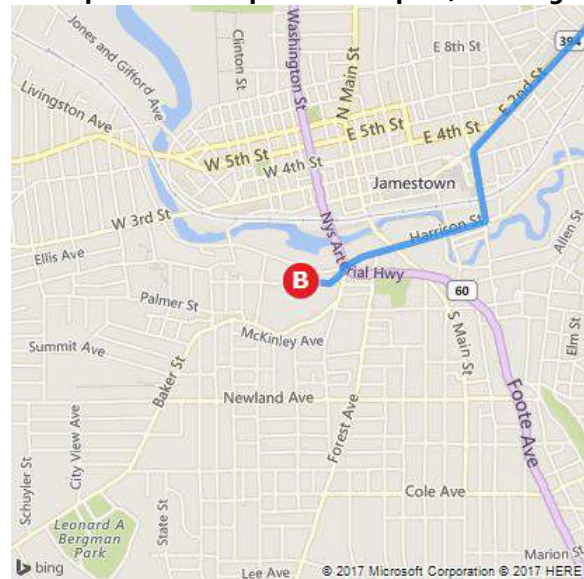 Jones and Gifford Ave
Clinton St
Washington St
N Main St
E 8th St
394
E 2nd St
Livingston Ave
E 5th St
E 4th St
W 5th St
W 4th St
Jamestown
W 3rd St
Nys Art
rial Hwy
Harrison St
Allen St
Ellis Ave
B
60
Palmer St
S Main St
Elm St
McKinley Ave
Summit Ave
Baker St
Newland Ave
Foote Ave
Forest Ave
Schuyler St
City View Ave
State St
Cole Ave
Leonard A
Bergman
Park
Marion St
Lee Ave
bing
© 2017 Microsoft Corporation © 2017 HERE